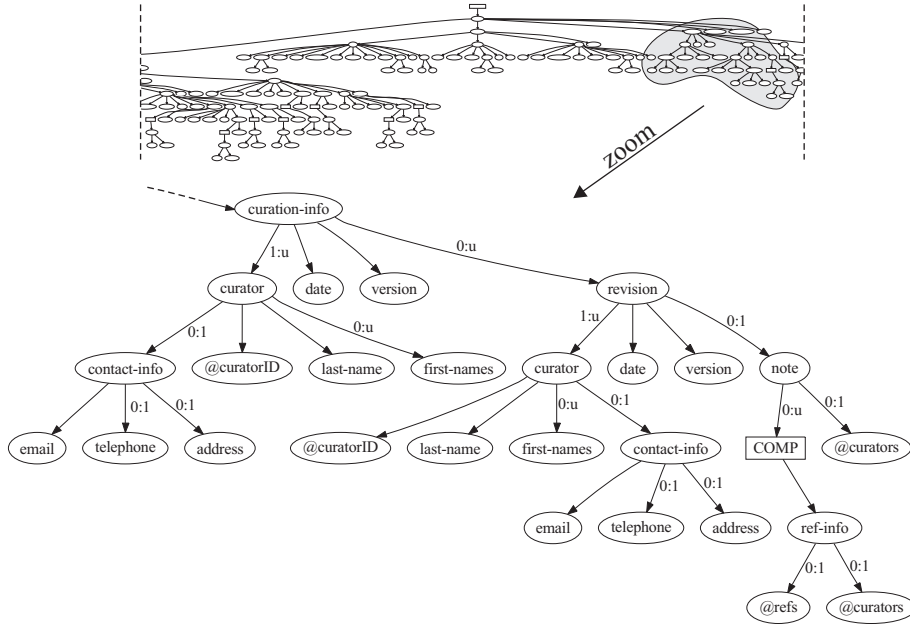 zoom
curation-info
1:u
0:u
curator
date
version
revision
0:1
0:u
1:u
0:1
contact-info
@curatorID
last-name
first-names
curator
date
version
note
0:1
0:1
0:u
0:1
0:u
0:1
email
telephone
address
@curatorID
last-name
first-names
contact-info
COMP
@curators
0:1
0:1
email
telephone
address
ref-info
0:1
0:1
@refs
@curators